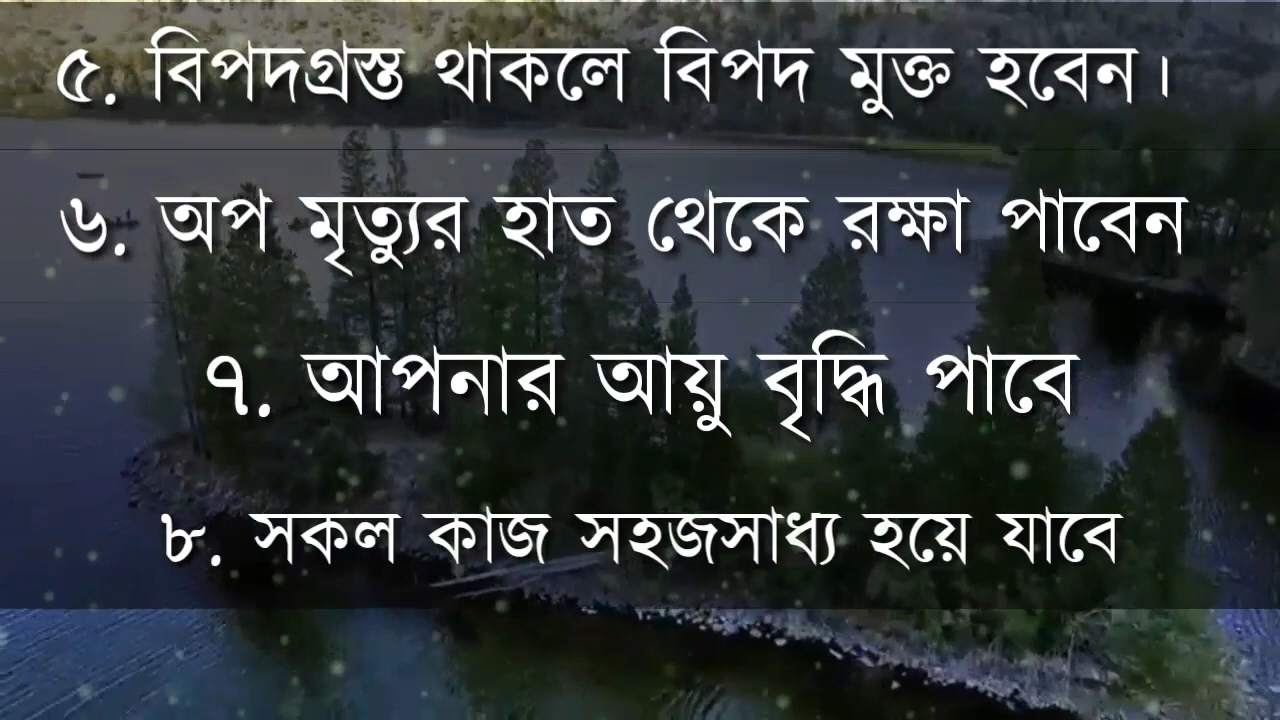 ৫. বিপদগ্রস্ত থাকলে বিপদ মুক্ত হবেন।
৬. অপ মৃত্যুর হাত থেকে রক্ষা পাবেন
৭. আপনার আয়ু বৃদ্ধি পাবে
৮. সকল কাজ সহজসাধ্য হয়ে যাবে